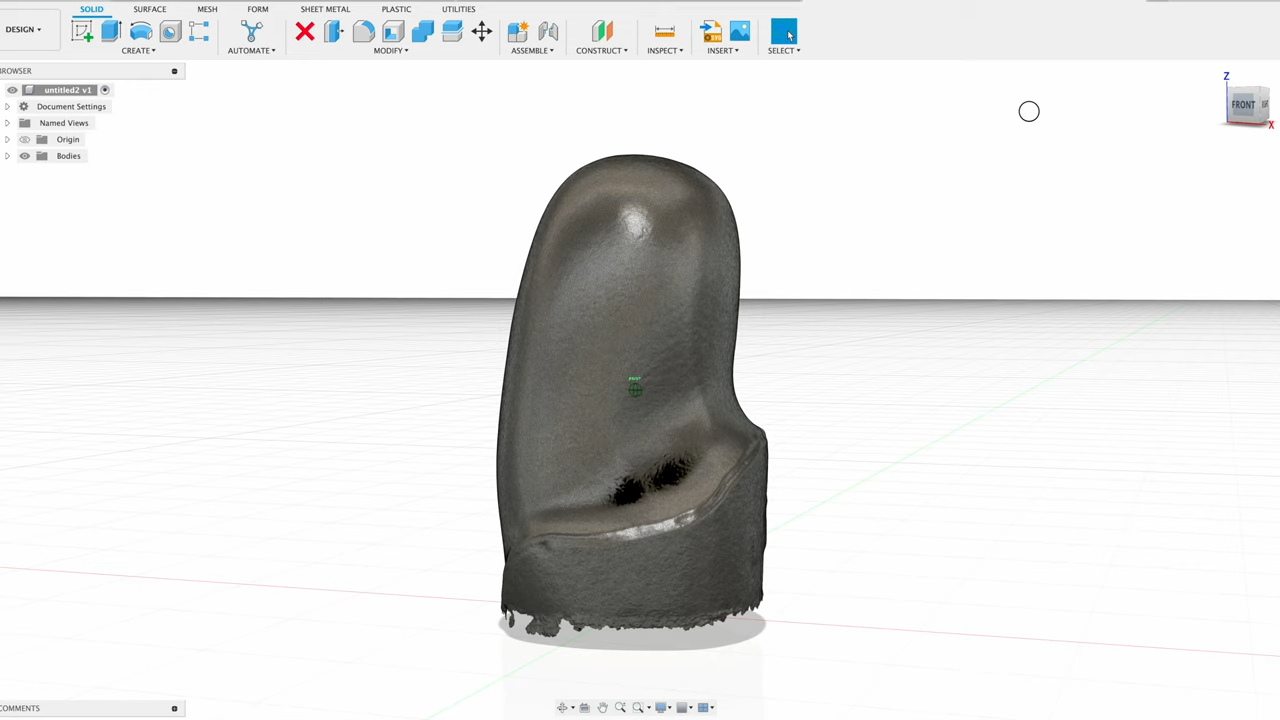 SOLID SURFACE MESH FORM SHEET METAL PLASTIC UTILITIES
DESIGN
CREATE AUTOMATE MODIFY ASSEMBLE CONSTRUCT INSPECT INSERT SELECT
BROWSER
untitled2 v1
Document Settings
Named Views
Origin
Bodies
Z
FRONT
X
COMMENTS